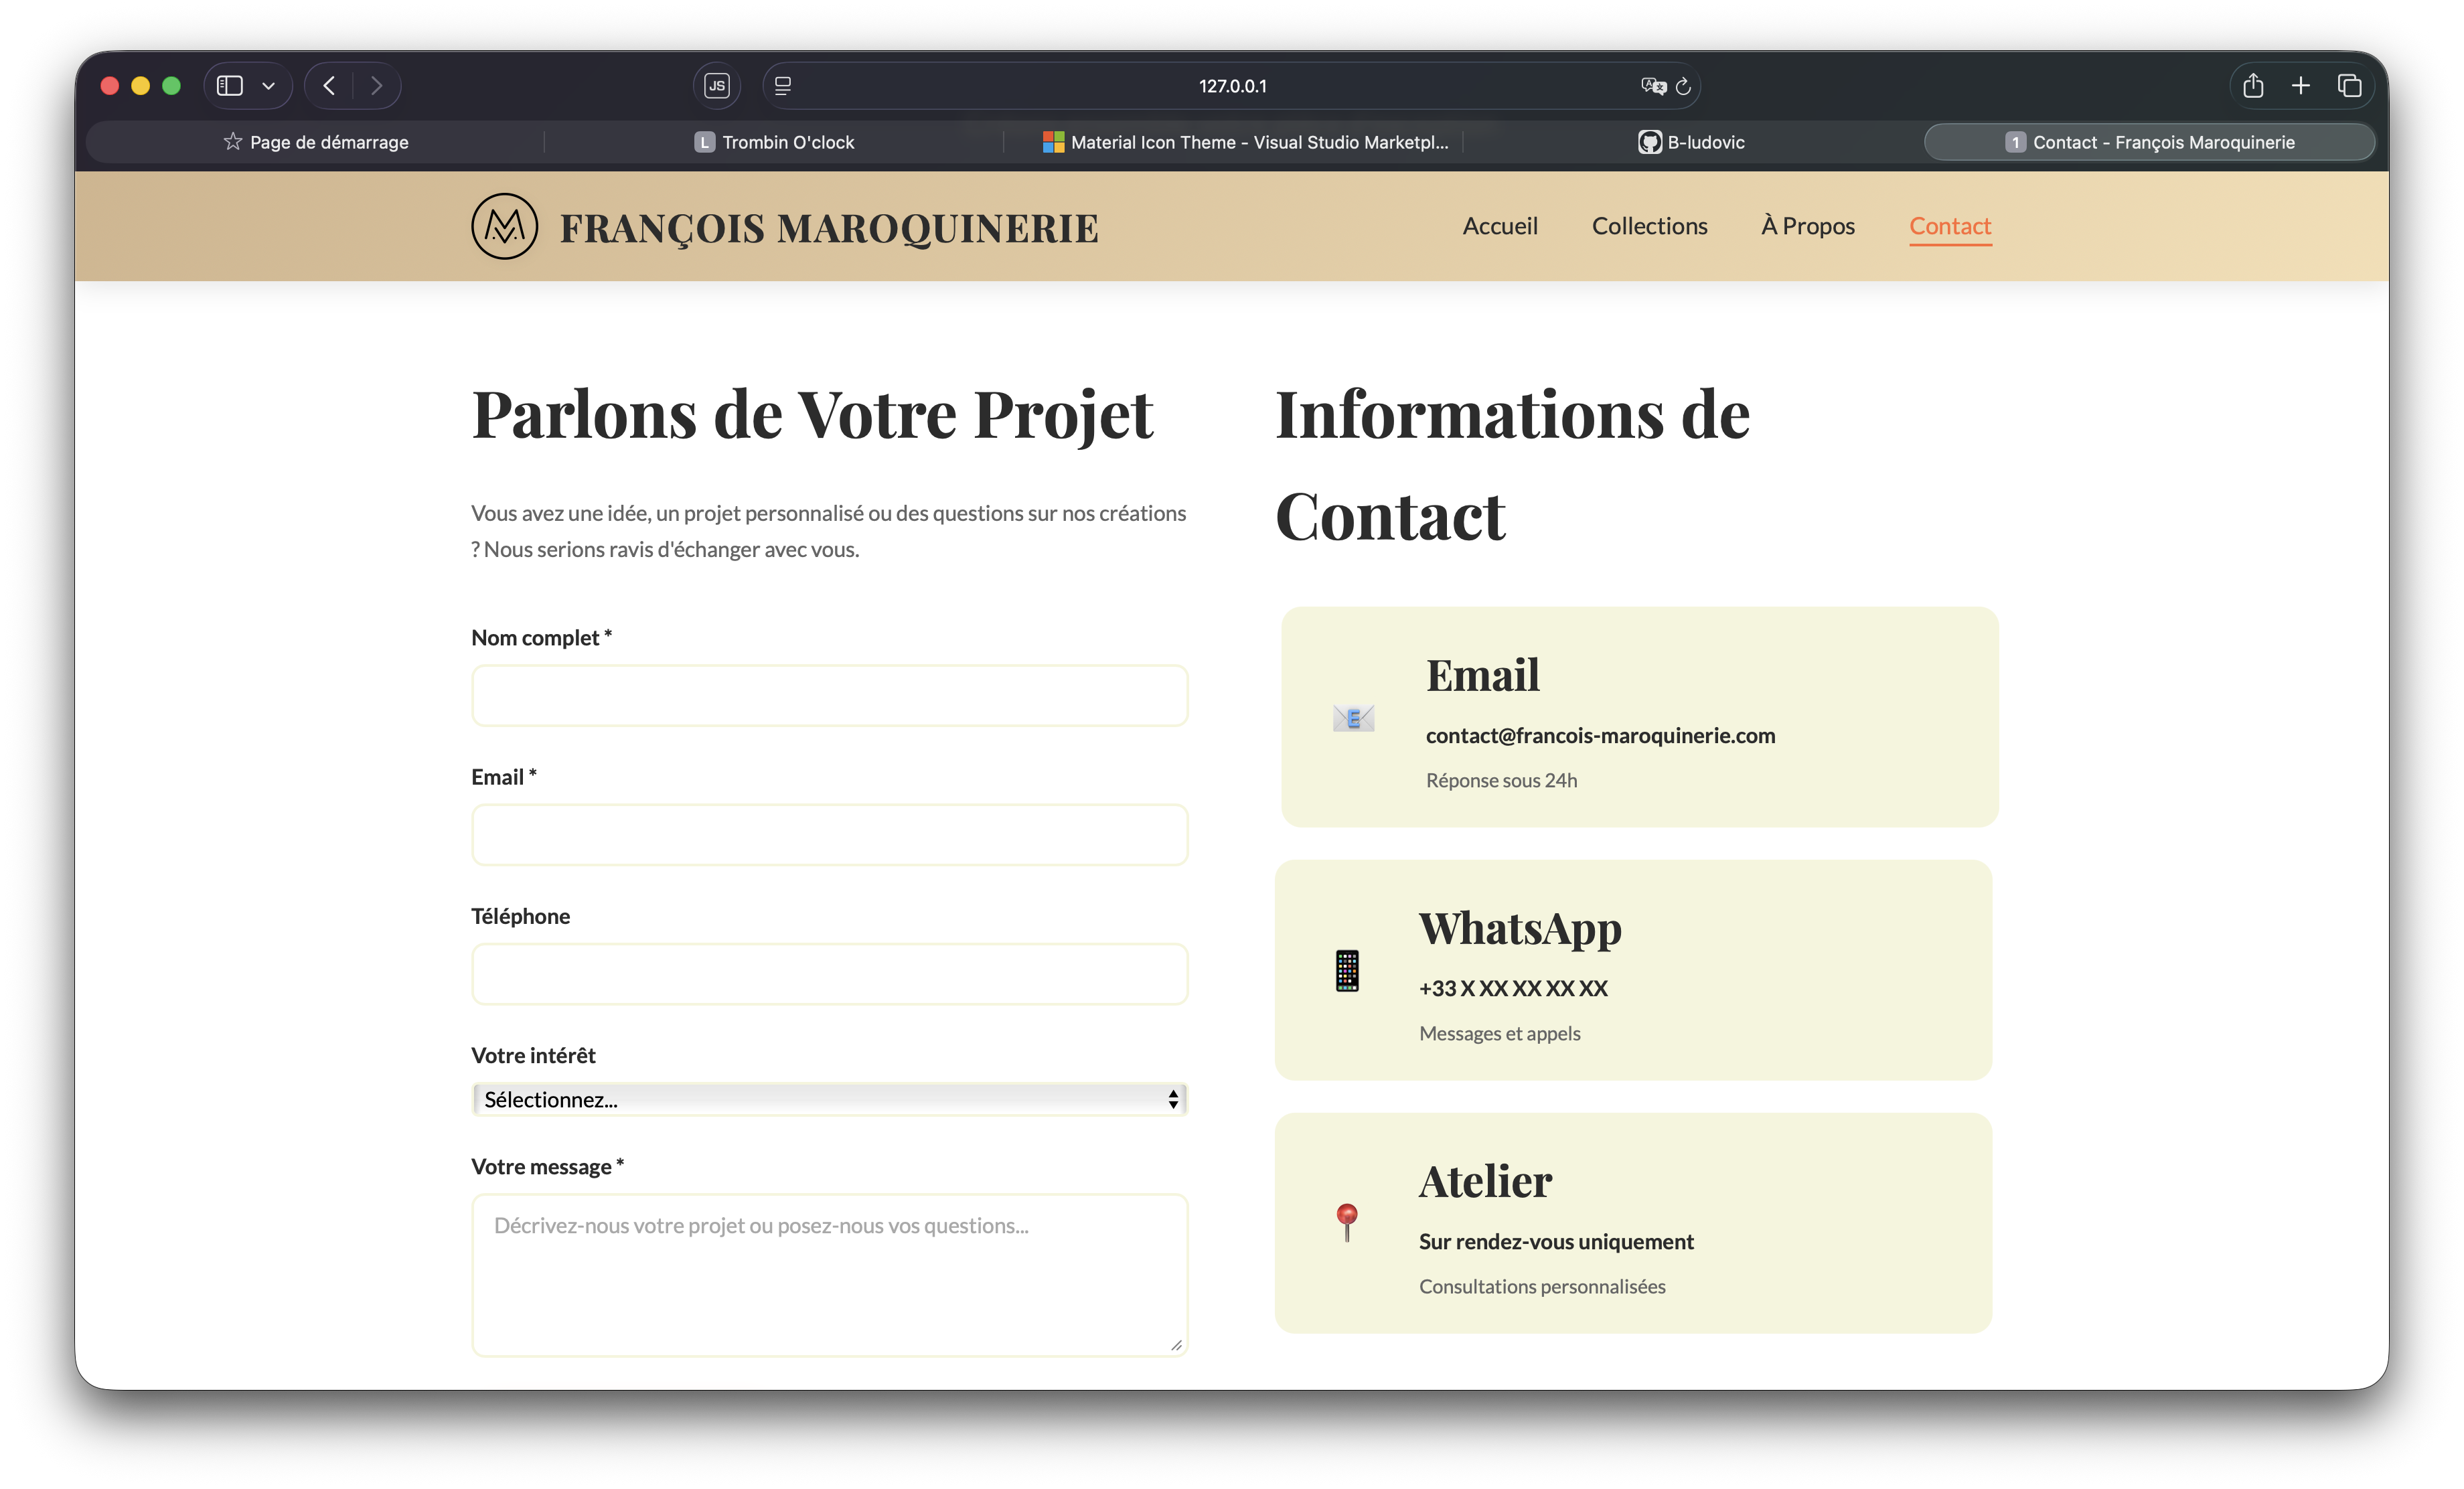 JS
127.0.0.1
Page de démarrage
L Trombin O'clock
Material Icon Theme - Visual Studio Marketpl...
B-ludovic
1 Contact - François Maroquinerie
FRANÇOIS MAROQUINERIE
Accueil
Collections
À Propos
Contact
Parlons de Votre Projet
Vous avez une idée, un projet personnalisé ou des questions sur nos créations
? Nous serions ravis d'échanger avec vous.
Nom complet *
Email *
Téléphone
Votre intérêt
Sélectionnez...
Votre message *
Décrivez-nous votre projet ou posez-nous vos questions...
Informations de
Contact
Email
contact@francois-maroquinerie.com
Réponse sous 24h
WhatsApp
+33 X XX XX XX XX
Messages et appels
Atelier
Sur rendez-vous uniquement
Consultations personnalisées